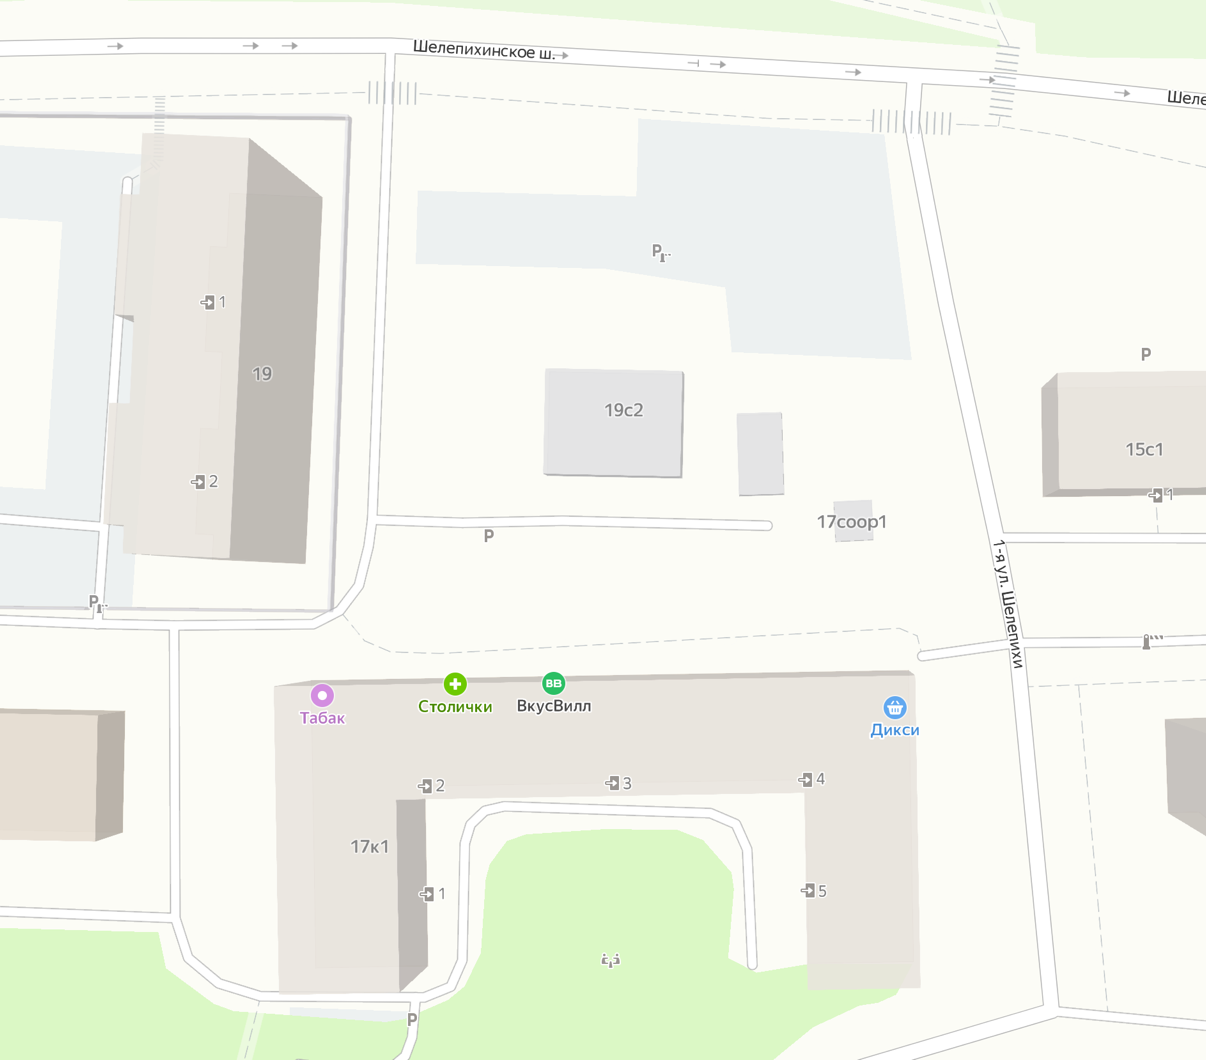 Шелепихинское ш.
Шеле
P
1
P
19
19с2
15с1
2
1
17соор1
P
1-я ул. Шелепихи
P
Табак
Столички
BB
ВкусВилл
Дикси
2
3
4
17к1
1
5
P